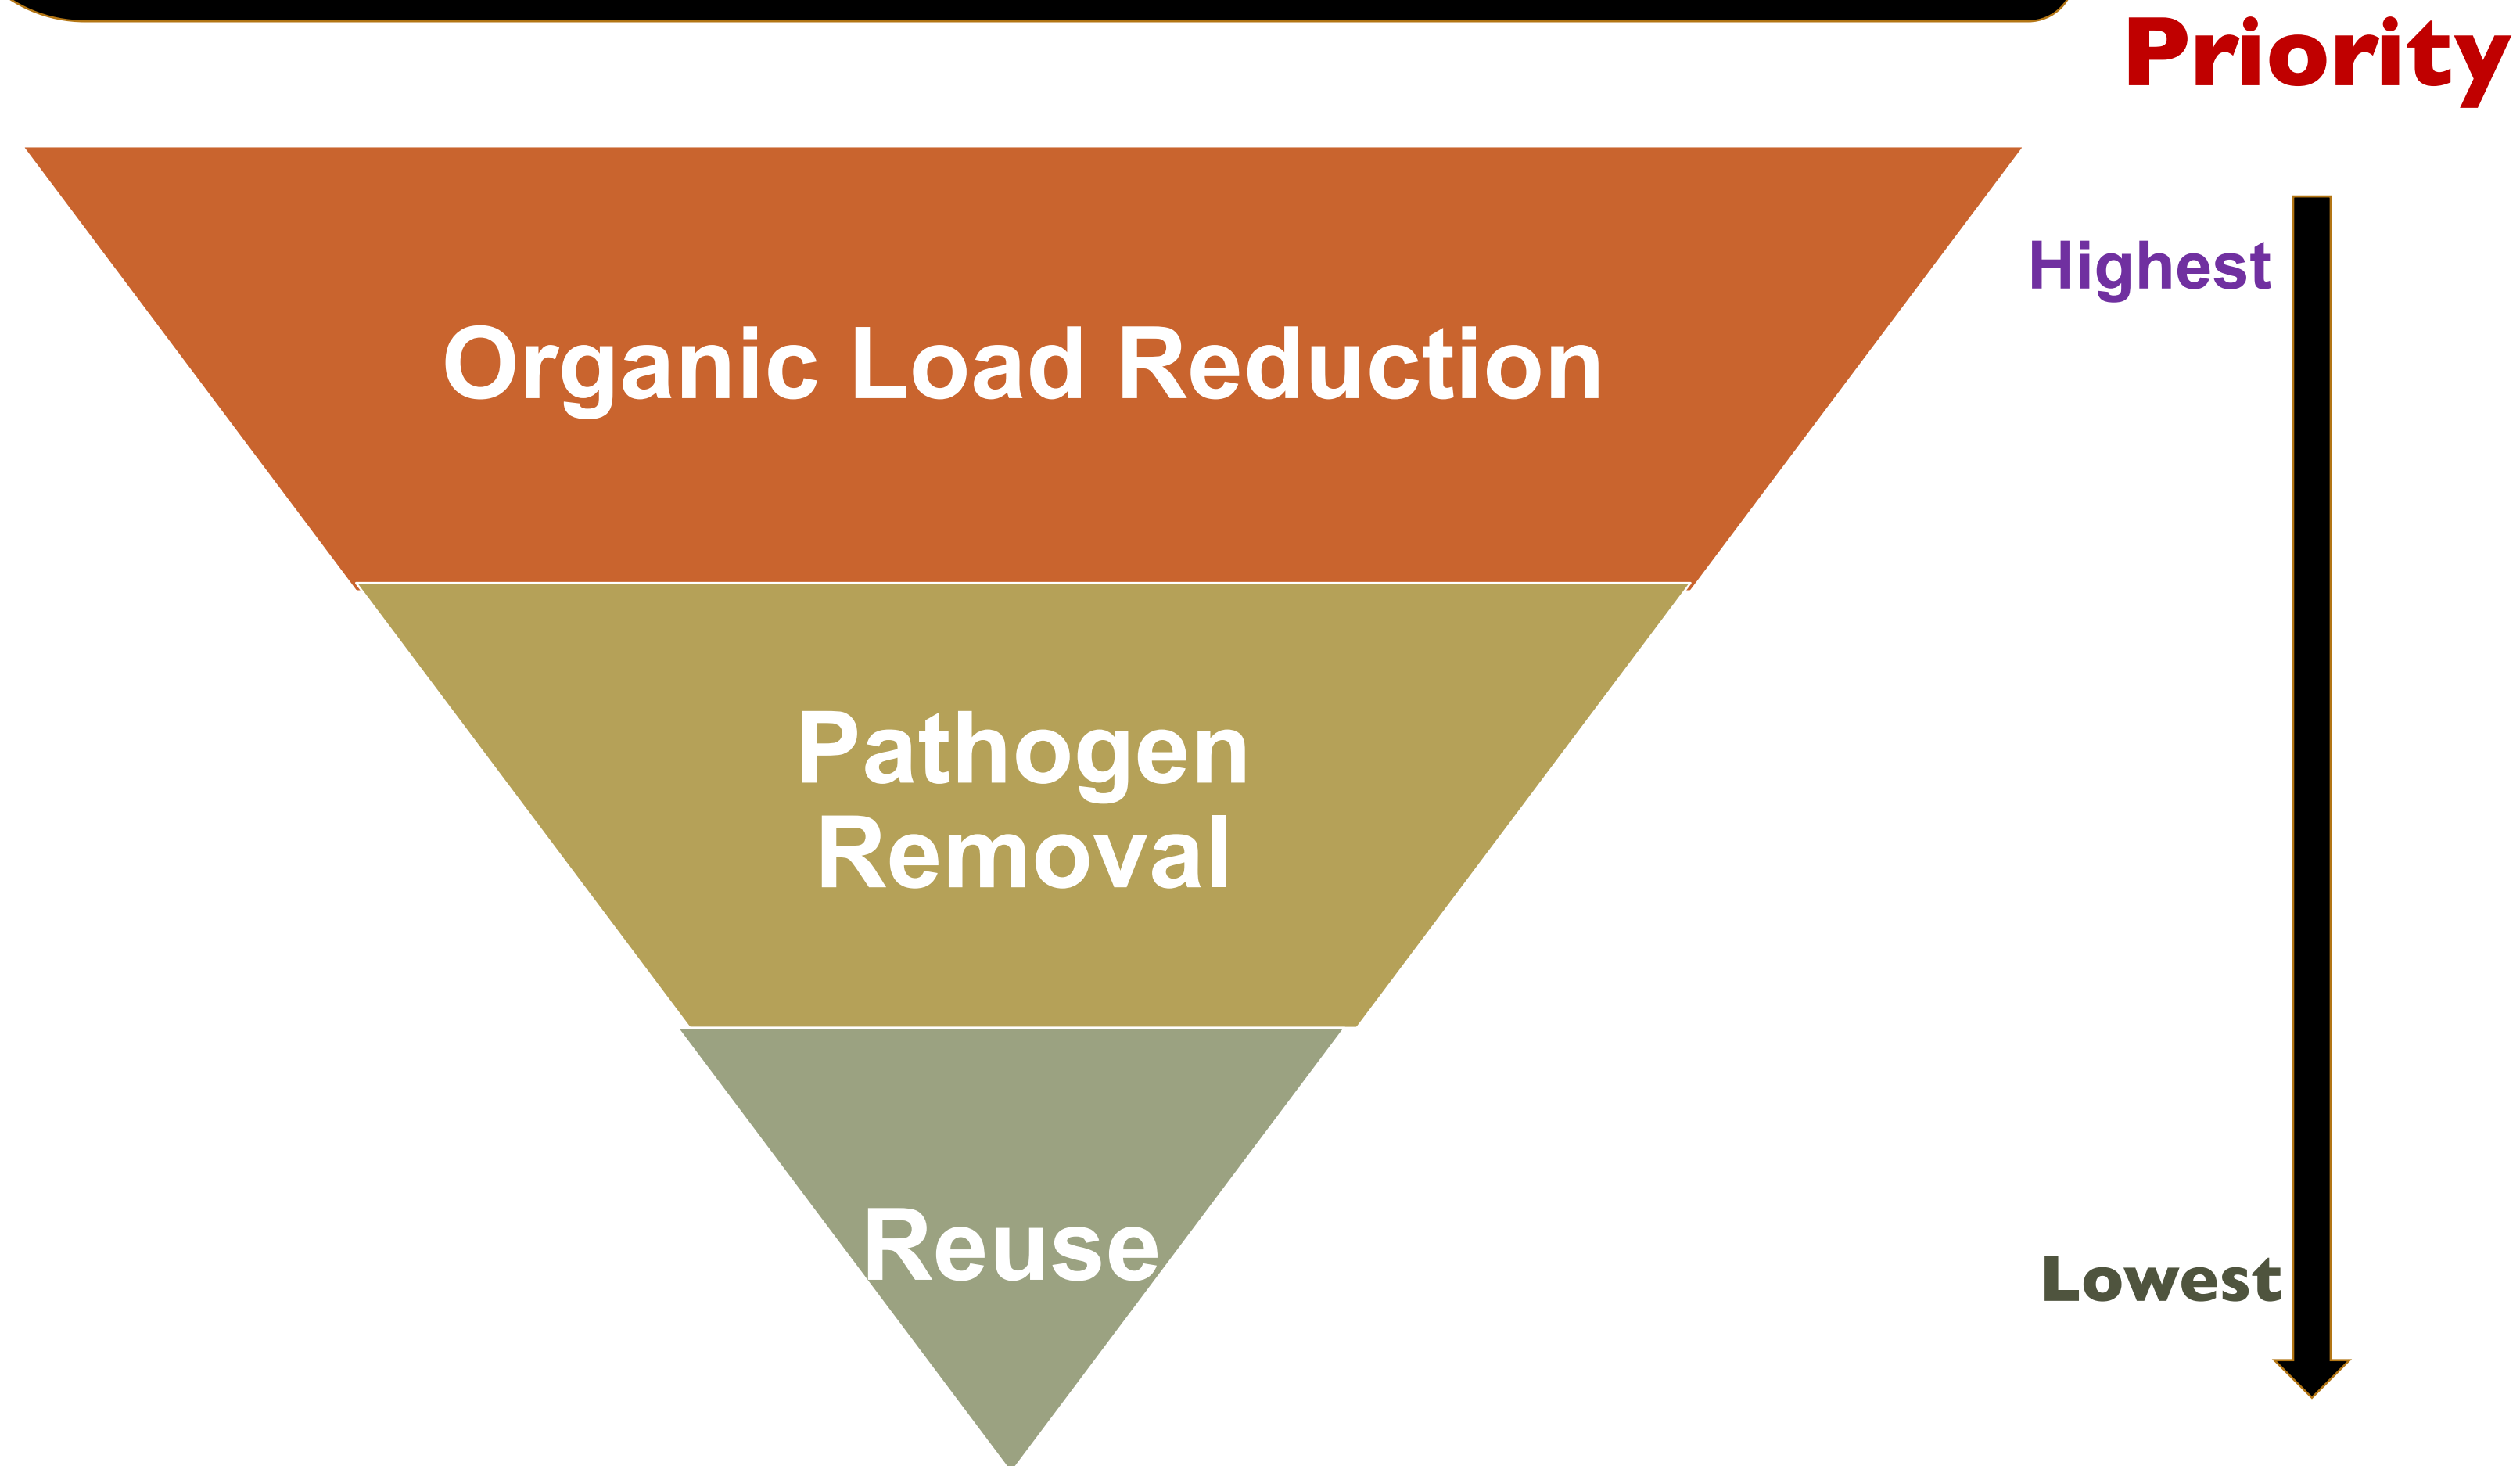 Priority
Highest
Organic Load Reduction
Pathogen
Removal
Reuse
Lowest